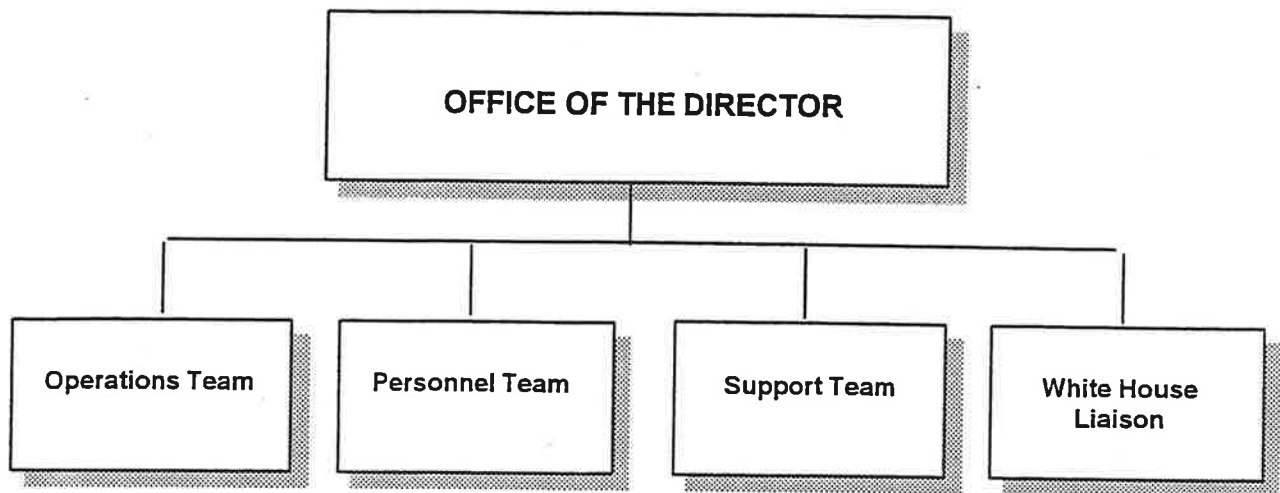 OFFICE OF THE DIRECTOR
Operations Team
Personnel Team
Support Team
White House
Liaison